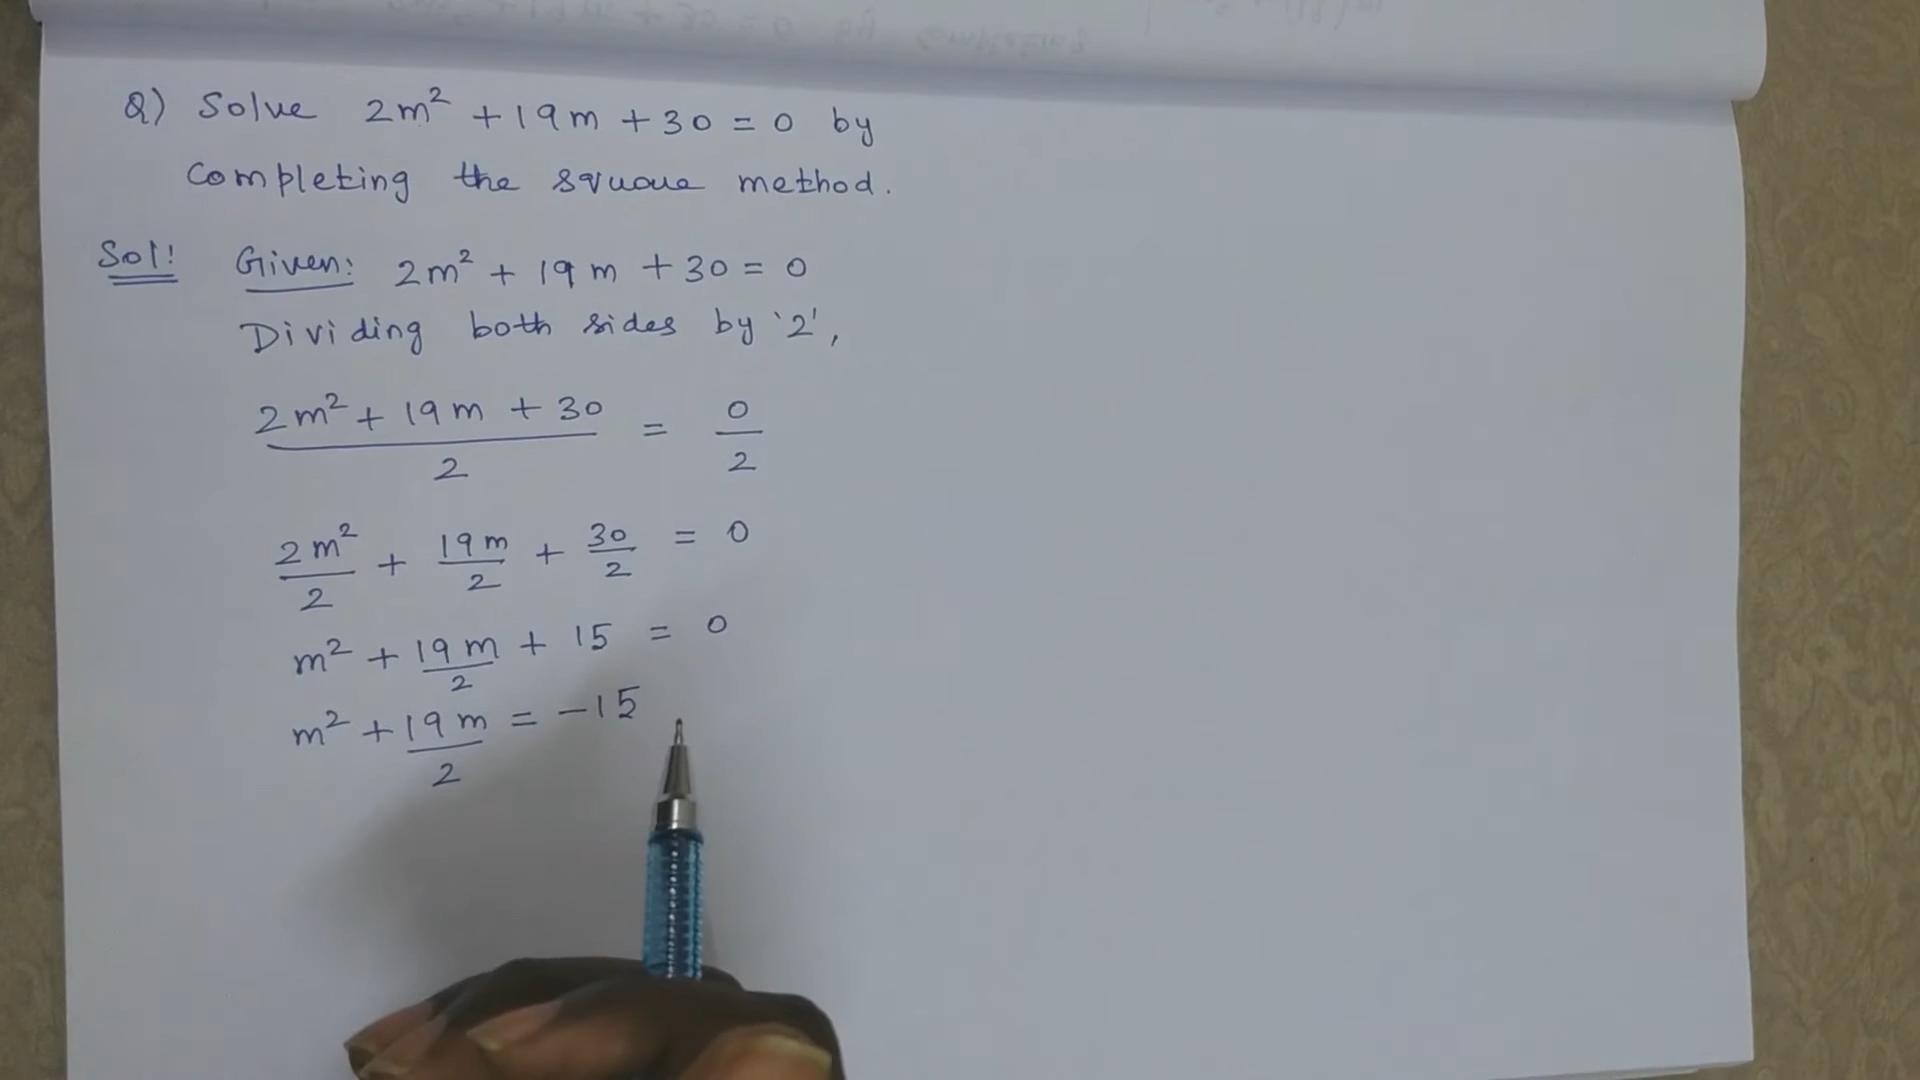 Q) Solve 2m² + 19m + 30 = 0 by
Completing the square method.
Sol: Given: 2m² + 19m + 30 = 0
Dividing both sides by '2',
(2m² + 19m + 30)/2 = 0/2
2m²/2 + 19m/2 + 30/2 = 0
m² + 19m/2 + 15 = 0
m² + 19m/2 = -15